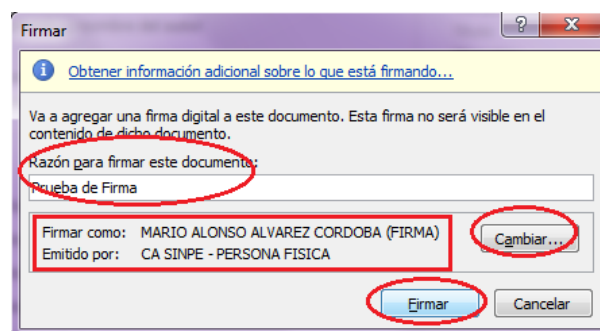 Firmar
Obtener información adicional sobre lo que está firmando...
Va a agregar una firma digital a este documento. Esta firma no será visible en el
contenido de dicho documento.
Razón para firmar este documento:
Prueba de Firma
Firmar como: MARIO ALONSO ALVAREZ CORDOBA (FIRMA)
Emitido por: CA SINPE - PERSONA FISICA
Cambiar...
Firmar Cancelar